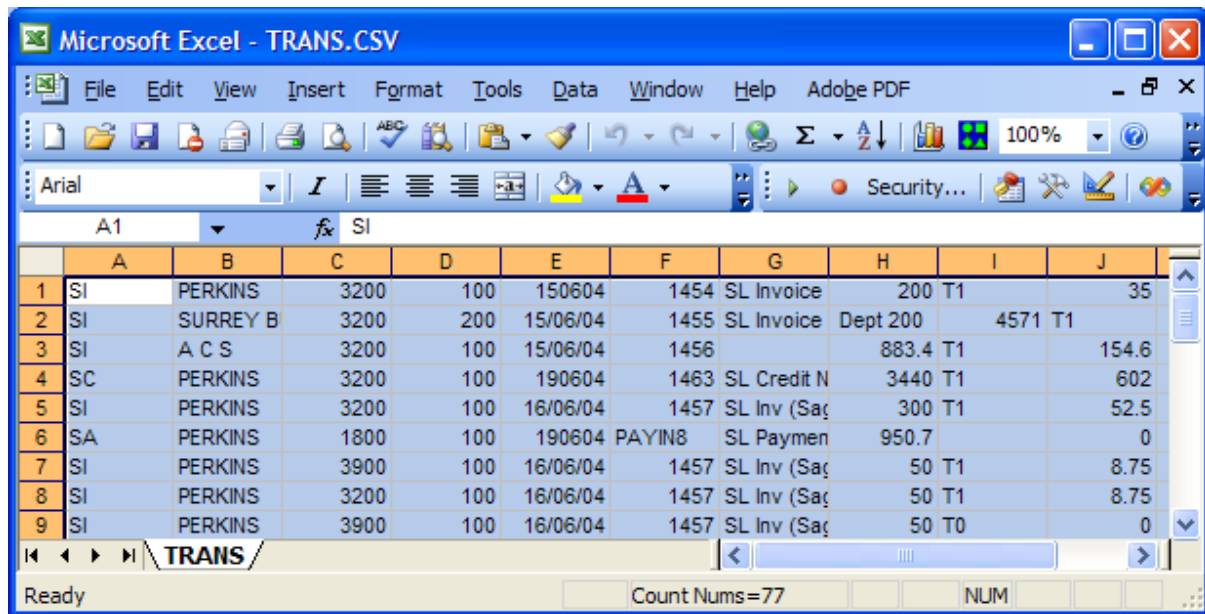 Microsoft Excel - TRANS.CSV
File Edit View Insert Format Tools Data Window Help Adobe PDF
ABC Σ A Z 100%
Arial I A Security...
A1 fx SI
A B C D E F G H I J
1 SI PERKINS 3200 100 150604 1454 SL Invoice 200 T1 35
2 SI SURREY B 3200 200 15/06/04 1455 SL Invoice Dept 200 4571 T1
3 SI A C S 3200 100 15/06/04 1456 883.4 T1 154.6
4 SC PERKINS 3200 100 190604 1463 SL Credit N 3440 T1 602
5 SI PERKINS 3200 100 16/06/04 1457 SL Inv (Sag 300 T1 52.5
6 SA PERKINS 1800 100 190604 PAYIN8 SL Paymen 950.7 0
7 SI PERKINS 3900 100 16/06/04 1457 SL Inv (Sag 50 T1 8.75
8 SI PERKINS 3200 100 16/06/04 1457 SL Inv (Sag 50 T1 8.75
9 SI PERKINS 3900 100 16/06/04 1457 SL Inv (Sag 50 T0 0
TRANS
Ready Count Nums=77 NUM